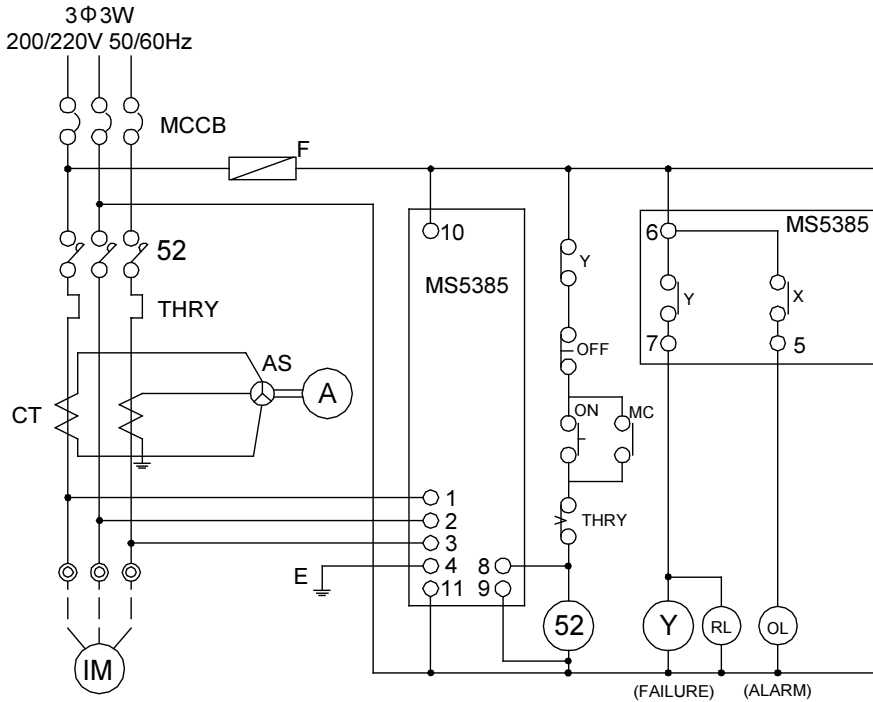 3Φ3W
200/220V 50/60Hz
MCCB
F
10
MS5385
6
MS5385
52
Y
Y
X
THRY
OFF
7
5
AS
A
CT
ON
MC
1
2
3
THRY
E
4
8
11
9
52
Y
RL
OL
IM
(FAILURE)
(ALARM)